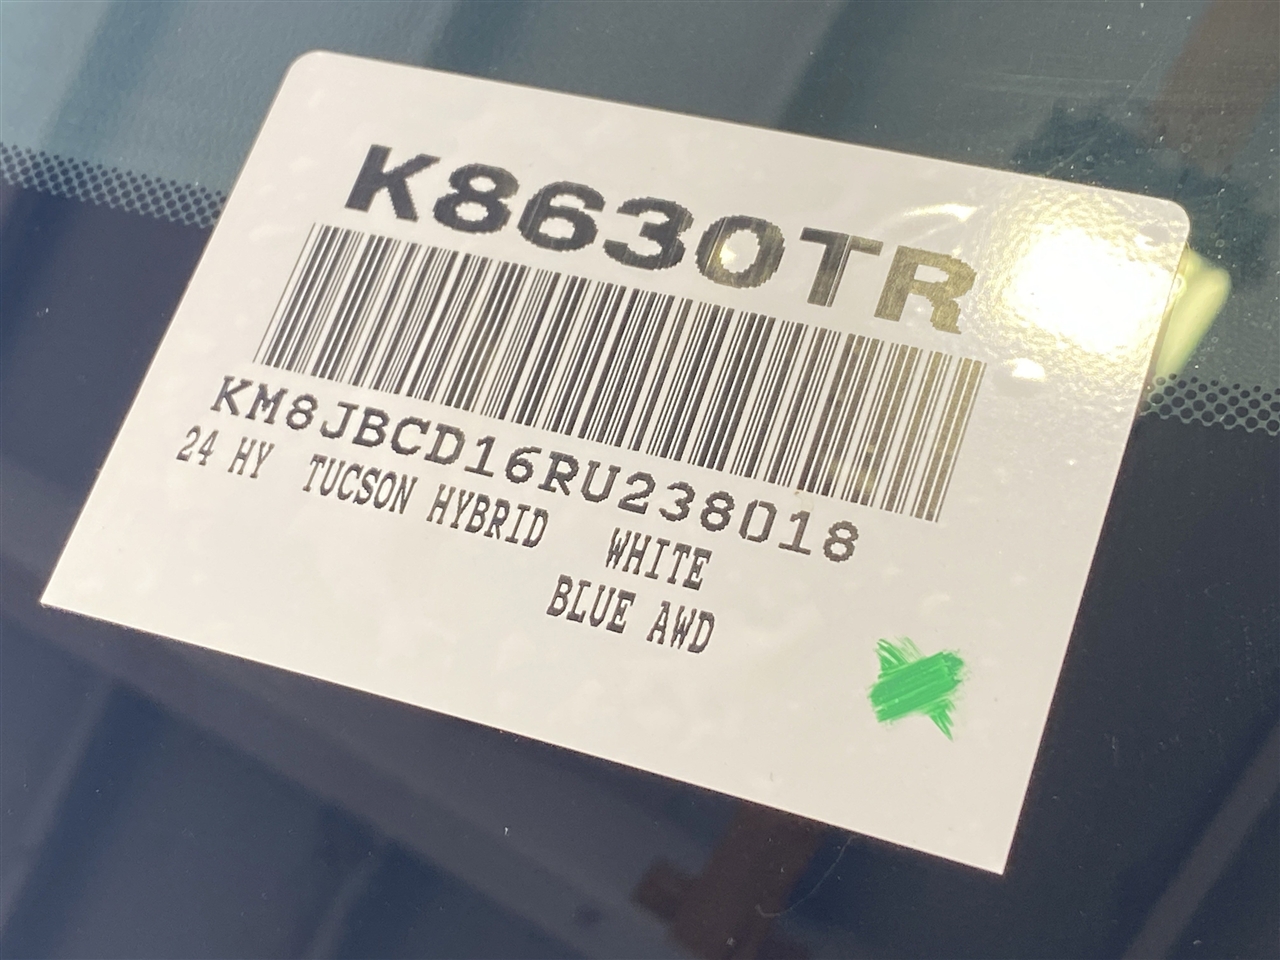 K8630TR
KM8JBCD16RU238018
24 HY TUCSON HYBRID WHITE
BLUE AWD